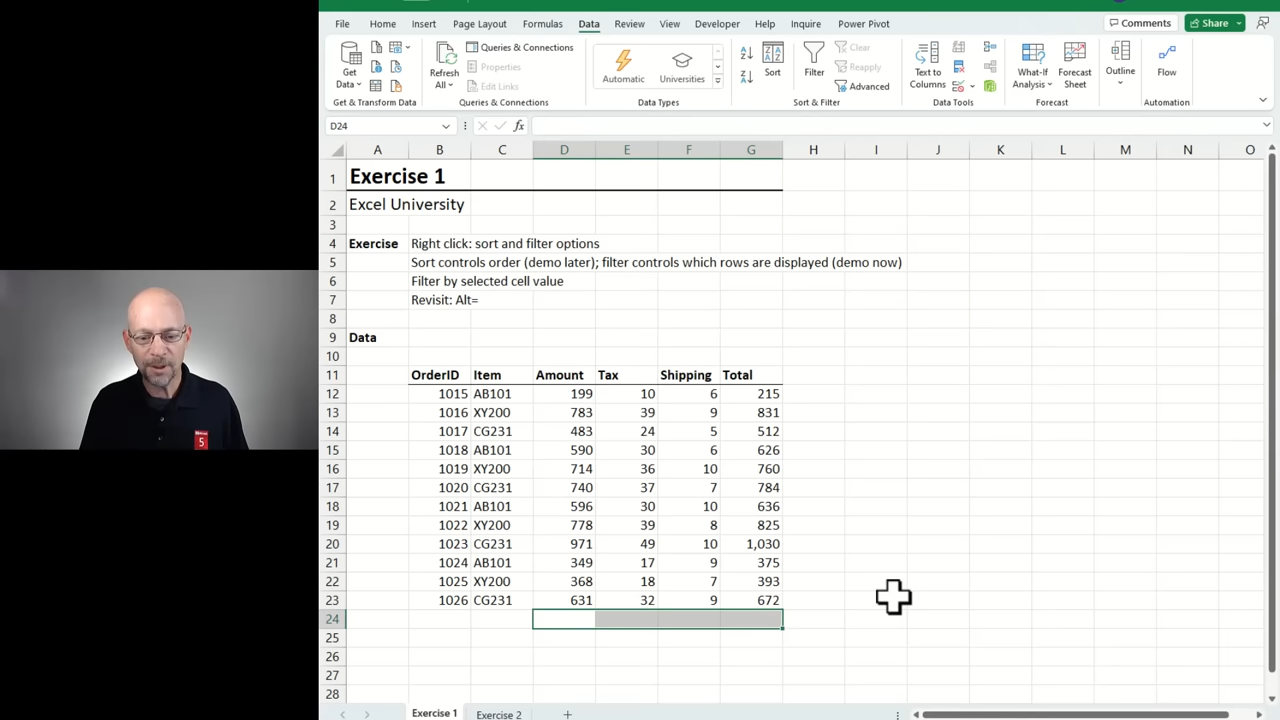 File Home Insert Page Layout Formulas Data Review View Developer Help Inquire Power Pivot Comments Share
Get Data
Refresh All
Queries & Connections
Properties
Edit Links
Automatic
Universities
Sort
Filter
Clear
Reapply
Advanced
Text to Columns
What-If Analysis
Forecast Sheet
Outline
Flow
Get & Transform Data Queries & Connections Data Types Sort & Filter Data Tools Forecast Automation
D24 fx
A B C D E F G H I J K L M N O
1 Exercise 1
2 Excel University
3
4 Exercise Right click: sort and filter options
5 Sort controls order (demo later); filter controls which rows are displayed (demo now)
6 Filter by selected cell value
7 Revisit: Alt=
8
9 Data
10
11 OrderID Item Amount Tax Shipping Total
12 1015 AB101 199 10 6 215
13 1016 XY200 783 39 9 831
14 1017 CG231 483 24 5 512
15 1018 AB101 590 30 6 626
16 1019 XY200 714 36 10 760
17 1020 CG231 740 37 7 784
18 1021 AB101 596 30 10 636
19 1022 XY200 778 39 8 825
20 1023 CG231 971 49 10 1,030
21 1024 AB101 349 17 9 375
22 1025 XY200 368 18 7 393
23 1026 CG231 631 32 9 672
24
25
26
27
28
Exercise 1 Exercise 2
5